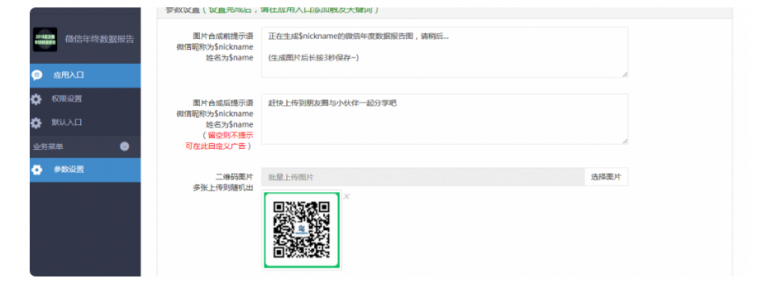 参数设置(设置完成后,请在应用入口添加触发关键词)
微信年终数据报告
应用入口
权限设置
默认入口
业务菜单
参数设置
图片合成前提示语
微信昵称为$nickname
姓名为$name
正在生成$nickname的微信年度数据报告图,请稍后...
(生成图片后长按3秒保存~)
图片合成后提示语
微信昵称为$nickname
姓名为$name
(留空则不提示
可在此自定义广告)
赶快上传到朋友圈与小伙伴一起分享吧
二维码图片
多张上传则随机出
批量上传图片
选择图片